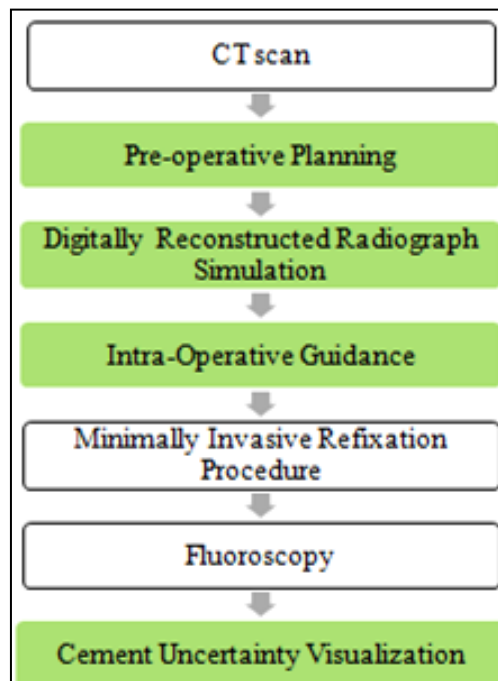 CT scan
Pre-operative Planning
Digitally Reconstructed Radiograph
Simulation
Intra-Operative Guidance
Minimally Invasive Refixation
Procedure
Fluoroscopy
Cement Uncertainty Visualization